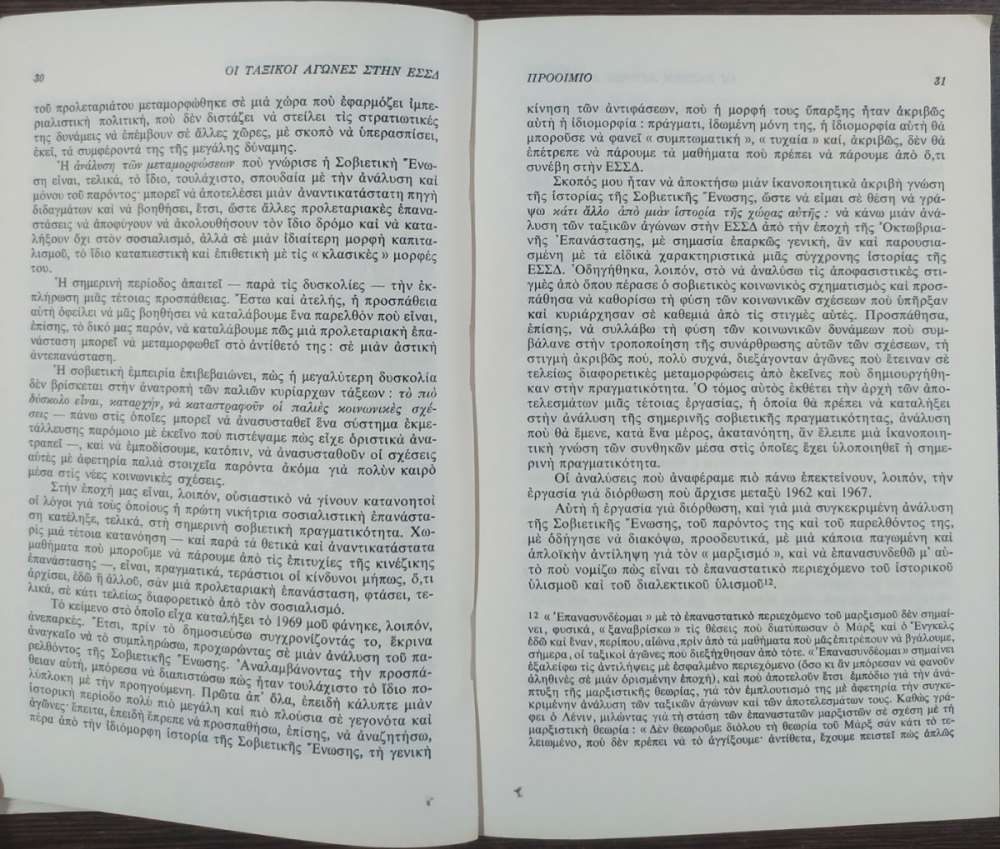 30
ΟΙ ΤΑΞΙΚΟΙ ΑΓΩΝΕΣ ΣΤΗΝ ΕΣΣΔ
τοῦ προλεταριάτου μεταμορφώθηκε σὲ μιὰ χώρα ποὺ ἐφαρμόζει ἰμπε-
ριαλιστικὴ πολιτική, ποὺ δὲν διστάζει νὰ στείλει τὶς στρατιωτικές
της δυνάμεις νὰ ἐπέμβουν σὲ ἄλλες χῶρες, μὲ σκοπὸ νὰ ὑπερασπίσει,
ἐκεῖ, τὰ συμφέροντά της τῆς μεγάλης δύναμης.
Ἡ ἀνάλυση τῶν μεταμορφώσεων ποὺ γνώρισε ἡ Σοβιετικὴ Ἕνω-
ση εἶναι, τελικά, τὸ ἴδιο, τουλάχιστο, σπουδαία μὲ τὴν ἀνάλυση καὶ
μόνου τοῦ παρόντος· μπορεῖ νὰ ἀποτελέσει μιὰν ἀναντικατάστατη πηγὴ
διδαγμάτων καὶ νὰ βοηθήσει, ἔτσι, ὥστε ἄλλες προλεταριακὲς ἐπανα-
στάσεις νὰ ἀποφύγουν νὰ ἀκολουθήσουν τὸν ἴδιο δρόμο καὶ νὰ κατα-
λήξουν ὄχι στὸν σοσιαλισμό, ἀλλὰ σὲ μιὰν ἰδιαίτερη μορφὴ καπιτα-
λισμοῦ, τὸ ἴδιο καταπιεστικὴ καὶ ἐπιθετικὴ μὲ τὶς « κλασικὲς » μορφές
του.
Ἡ σημερινὴ περίοδος ἀπαιτεῖ — παρὰ τὶς δυσκολίες — τὴν ἐκ-
πλήρωση μιᾶς τέτοιας προσπάθειας. Ἔστω καὶ ἀτελής, ἡ προσπάθεια
αὐτὴ ὀφείλει νὰ μᾶς βοηθήσει νὰ καταλάβουμε ἕνα παρελθὸν ποὺ εἶναι,
ἐπίσης, τὸ δικό μας παρόν, νὰ καταλάβουμε πῶς μιὰ προλεταριακὴ ἐπα-
νάσταση μπορεῖ νὰ μεταμορφωθεῖ στὸ ἀντίθετό της : σὲ μιὰν ἀστικὴ
ἀντεπανάσταση.
Ἡ σοβιετικὴ ἐμπειρία ἐπιβεβαιώνει, πὼς ἡ μεγαλύτερη δυσκολία
δὲν βρίσκεται στὴν ἀνατροπὴ τῶν παλιῶν κυρίαρχων τάξεων : τὸ πιὸ
δύσκολο εἶναι, καταρχήν, νὰ καταστραφοῦν οἱ παλιὲς κοινωνικὲς σχέ-
σεις — πάνω στὶς ὁποῖες μπορεῖ νὰ ἀνασυσταθεῖ ἕνα σύστημα ἐκμε-
τάλλευσης παρόμοιο μὲ ἐκεῖνο ποὺ πιστέψαμε πὼς εἶχε ὁριστικὰ ἀνα-
τραπεῖ —, καὶ νὰ ἐμποδίσουμε, κατόπιν, νὰ ἀνασυσταθοῦν οἱ σχέσεις
αὐτὲς μὲ ἀφετηρία παλιὰ στοιχεῖα παρόντα ἀκόμα γιὰ πολὺν καιρὸ
μέσα στὶς νέες κοινωνικὲς σχέσεις.
Στὴν ἐποχή μας εἶναι, λοιπόν, οὐσιαστικὸ νὰ γίνουν κατανοητοὶ
οἱ λόγοι γιὰ τοὺς ὁποίους ἡ πρώτη νικήτρια σοσιαλιστικὴ ἐπανάστα-
ση κατέληξε, τελικά, στὴ σημερινὴ σοβιετικὴ πραγματικότητα. Χω-
ρὶς μιὰ τέτοια κατανόηση — καὶ παρὰ τὰ θετικὰ καὶ ἀναντικατάστατα
μαθήματα ποὺ μποροῦμε νὰ πάρουμε ἀπὸ τὶς ἐπιτυχίες τῆς κινέζικης
ἐπανάστασης —, εἶναι, πραγματικά, τεράστιοι οἱ κίνδυνοι μήπως, ὅ,τι
ἀρχίσει, ἐδῶ ἢ ἀλλοῦ, σὰν μιὰ προλεταριακὴ ἐπανάσταση, φτάσει, τε-
λικά, σὲ κάτι τελείως διαφορετικὸ ἀπὸ τὸν σοσιαλισμό.
Τὸ κείμενο στὸ ὁποῖο εἶχα καταλήξει τὸ 1969 μοῦ φάνηκε, λοιπόν,
ἀνεπαρκές. Ἔτσι, πρὶν τὸ δημοσιεύσω συγχρονίζοντάς το, ἔκρινα
ἀναγκαῖο νὰ τὸ συμπληρώσω, προχωρώντας σὲ μιὰν ἀνάλυση τοῦ πα-
ρελθόντος τῆς Σοβιετικῆς Ἕνωσης. Ἀναλαμβάνοντας τὴν προσπά-
θειαν αὐτή, μπόρεσα νὰ διαπιστώσω πὼς ἦταν τουλάχιστο τὸ ἴδιο πο-
λύπλοκη μὲ τὴν προηγούμενη. Πρῶτα ἀπ' ὅλα, ἐπειδὴ κάλυπτε μιὰν
ἱστορικὴ περίοδο πολὺ πιὸ μεγάλη καὶ πιὸ πλούσια σὲ γεγονότα καὶ
ἀγῶνες· ἔπειτα, ἐπειδὴ ἔπρεπε νὰ προσπαθήσω, ἐπίσης, νὰ ἀναζητήσω,
πέρα ἀπὸ τὴν ἰδιόμορφη ἱστορία τῆς Σοβιετικῆς Ἕνωσης, τὴ γενικὴ
ΠΡΟΟΙΜΙΟ
31
κίνηση τῶν ἀντιφάσεων, ποὺ ἡ μορφή τους ὕπαρξης ἦταν ἀκριβῶς
αὐτὴ ἡ ἰδιομορφία : πράγματι, ἰδωμένη μόνη της, ἡ ἰδιομορφία αὐτὴ θὰ
μποροῦσε νὰ φανεῖ « συμπτωματική », « τυχαία » καί, ἀκριβῶς, δὲν θὰ
ἐπέτρεπε νὰ πάρουμε τὰ μαθήματα ποὺ πρέπει νὰ πάρουμε ἀπὸ ὅ,τι
συνέβη στὴν ΕΣΣΔ.
Σκοπός μου ἦταν νὰ ἀποκτήσω μιὰν ἱκανοποιητικὰ ἀκριβὴ γνώση
τῆς ἱστορίας τῆς Σοβιετικῆς Ἕνωσης, ὥστε νὰ εἶμαι σὲ θέση νὰ γρά-
ψω κάτι ἄλλο ἀπὸ μιὰν ἱστορία τῆς χώρας αὐτῆς : νὰ κάνω μιὰν ἀνά-
λυση τῶν ταξικῶν ἀγώνων στὴν ΕΣΣΔ ἀπὸ τὴν ἐποχὴ τῆς Ὀκτωβρια-
νῆς Ἐπανάστασης, μὲ σημασία ἐπαρκῶς γενική, ἂν καὶ παρουσια-
σμένη μὲ τὰ εἰδικὰ χαρακτηριστικὰ μιᾶς σύγχρονης ἱστορίας τῆς
ΕΣΣΔ. Ὁδηγήθηκα, λοιπόν, στὸ νὰ ἀναλύσω τὶς ἀποφασιστικὲς στι-
γμὲς ἀπὸ ὅπου πέρασε ὁ σοβιετικὸς κοινωνικὸς σχηματισμὸς καὶ προσ-
πάθησα νὰ καθορίσω τὴ φύση τῶν κοινωνικῶν σχέσεων ποὺ ὑπῆρξαν
καὶ κυριάρχησαν σὲ καθεμιὰ ἀπὸ τὶς στιγμὲς αὐτές. Προσπάθησα,
ἐπίσης, νὰ συλλάβω τὴ φύση τῶν κοινωνικῶν δυνάμεων ποὺ συμ-
βάλανε στὴν τροποποίηση τῆς συνάρθρωσης αὐτῶν τῶν σχέσεων, τὴ
στιγμὴ ἀκριβῶς πού, πολὺ συχνά, διεξάγονταν ἀγῶνες ποὺ ἔτειναν σὲ
τελείως διαφορετικὲς μεταμορφώσεις ἀπὸ ἐκεῖνες ποὺ δημιουργήθη-
καν στὴν πραγματικότητα. Ὁ τόμος αὐτὸς ἐκθέτει τὴν ἀρχὴ τῶν ἀπο-
τελεσμάτων μιᾶς τέτοιας ἐργασίας, ἡ ὁποία θὰ πρέπει νὰ καταλήξει
στὴν ἀνάλυση τῆς σημερινῆς σοβιετικῆς πραγματικότητας, ἀνάλυση
ποὺ θὰ ἔμενε, κατὰ ἕνα μέρος, ἀκατανόητη, ἂν ἔλειπε μιὰ ἱκανοποιη-
τικὴ γνώση τῶν συνθηκῶν μέσα στὶς ὁποῖες ἔχει ὑλοποιηθεῖ ἡ σημε-
ρινὴ πραγματικότητα.
Οἱ ἀναλύσεις ποὺ ἀναφέραμε πιὸ πάνω ἐπεκτείνουν, λοιπόν, τὴν
ἐργασία γιὰ διόρθωση ποὺ ἄρχισε μεταξὺ 1962 καὶ 1967.
Αὐτὴ ἡ ἐργασία γιὰ διόρθωση, καὶ γιὰ μιὰ συγκεκριμένη ἀνάλυση
τῆς Σοβιετικῆς Ἕνωσης, τοῦ παρόντος της καὶ τοῦ παρελθόντος της,
μὲ ὁδήγησε νὰ διακόψω, προοδευτικά, μὲ μιὰ κάποια παγωμένη καὶ
ἁπλοϊκὴν ἀντίληψη γιὰ τὸν « μαρξισμό », καὶ νὰ ἐπανασυνδεθῶ μ' αὐ-
τὸ ποὺ νομίζω πὼς εἶναι τὸ ἐπαναστατικὸ περιεχόμενο τοῦ ἱστορικοῦ
ὑλισμοῦ καὶ τοῦ διαλεκτικοῦ ὑλισμοῦ¹².
12 « Ἐπανασυνδέομαι » μὲ τὸ ἐπαναστατικὸ περιεχόμενο τοῦ μαρξισμοῦ δὲν σημαί-
νει, φυσικά, « ξαναβρίσκω » τὶς θέσεις ποὺ διατύπωσαν ὁ Μὰρξ καὶ ὁ Ἔνγκελς
ἐδῶ καὶ ἕναν, περίπου, αἰώνα, πρὶν ἀπὸ τὰ μαθήματα ποὺ μᾶς ἐπιτρέπουν νὰ βγάλουμε,
σήμερα, οἱ ταξικοὶ ἀγῶνες ποὺ διεξήχθησαν ἀπὸ τότε. « Ἐπανασυνδέομαι » σημαίνει
ἐξαλείφω τὶς ἀντιλήψεις μὲ ἐσφαλμένο περιεχόμενο (ὅσο κι ἂν μπόρεσαν νὰ φανοῦν
ἀληθινὲς σὲ μιὰν ὁρισμένην ἐποχή), καὶ ποὺ ἀποτελοῦν ἔτσι ἐμπόδιο γιὰ τὴν ἀνά-
πτυξη τῆς μαρξιστικῆς θεωρίας, γιὰ τὸν ἐμπλουτισμό της μὲ ἀφετηρία τὴν συγκε-
κριμένην ἀνάλυση τῶν ταξικῶν ἀγώνων καὶ τῶν ἀποτελεσμάτων τους. Καθὼς γρά-
φει ὁ Λένιν, μιλώντας γιὰ τὴ στάση τῶν ἐπαναστατῶν μαρξιστῶν σὲ σχέση μὲ τὴ
μαρξιστικὴ θεωρία : « Δὲν θεωροῦμε διόλου τὴ θεωρία τοῦ Μὰρξ σὰν κάτι τὸ τε-
λειωμένο, ποὺ δὲν πρέπει νὰ τὸ ἀγγίξουμε· ἀντίθετα, ἔχουμε πειστεῖ πὼς ἁπλῶς